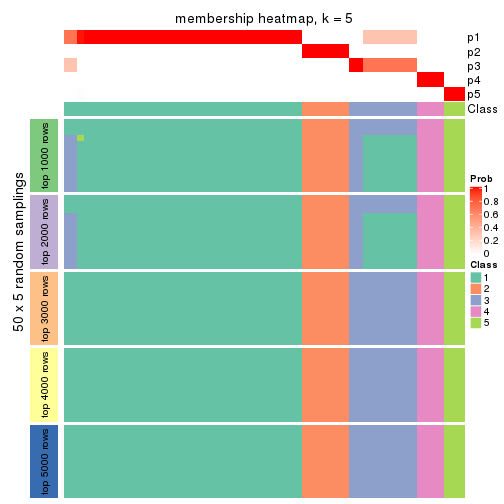 membership heatmap, k = 5
p1
p2
p3
p4
p5
Class
50 x 5 random samplings
top 1000 rows
top 2000 rows
top 3000 rows
top 4000 rows
top 5000 rows
Prob
1
0.8
0.6
0.4
0.2
0
Class
1
2
3
4
5